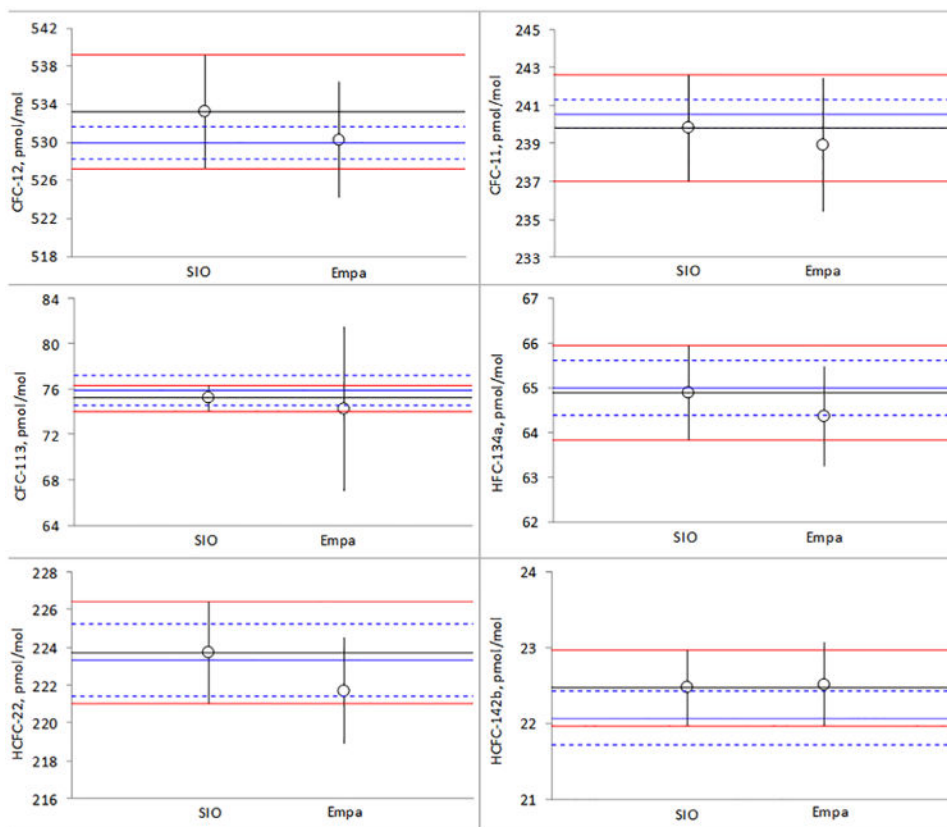 CFC-12, pmol/mol
542
538
534
530
526
522
518
SIO
Empa
CFC-11, pmol/mol
245
243
241
239
237
235
233
SIO
Empa
CFC-113, pmol/mol
84
80
76
72
68
64
SIO
Empa
HFC-134a, pmol/mol
67
66
65
64
63
62
SIO
Empa
HCFC-22, pmol/mol
228
226
224
222
220
218
216
SIO
Empa
HCFC-142b, pmol/mol
24
23
22
21
SIO
Empa